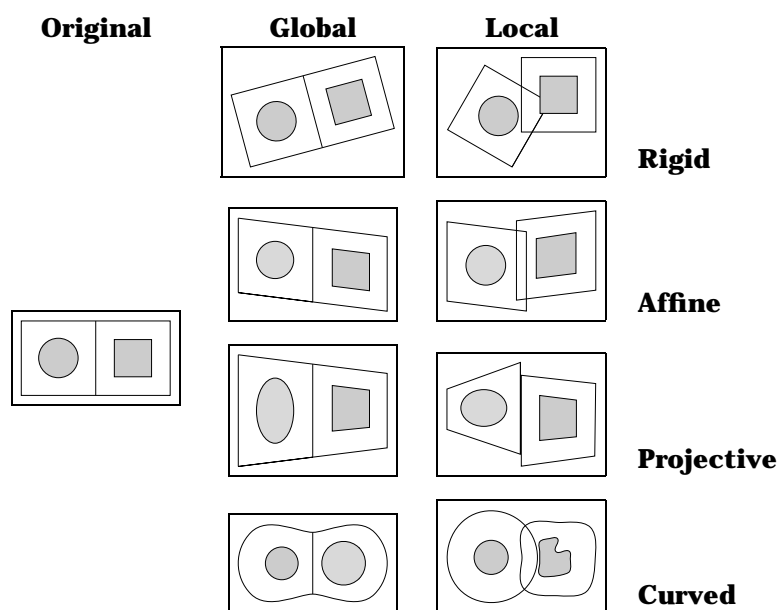 Original Global Local
Rigid
Affine
Projective
Curved